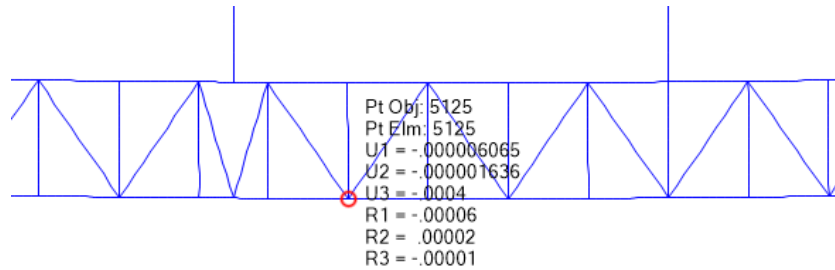 Pt Obj: 5125
Pt Elm: 5125
U1 = -.000006065
U2 = -.000001636
U3 = -.0004
R1 = -.00006
R2 = .00002
R3 = -.00001